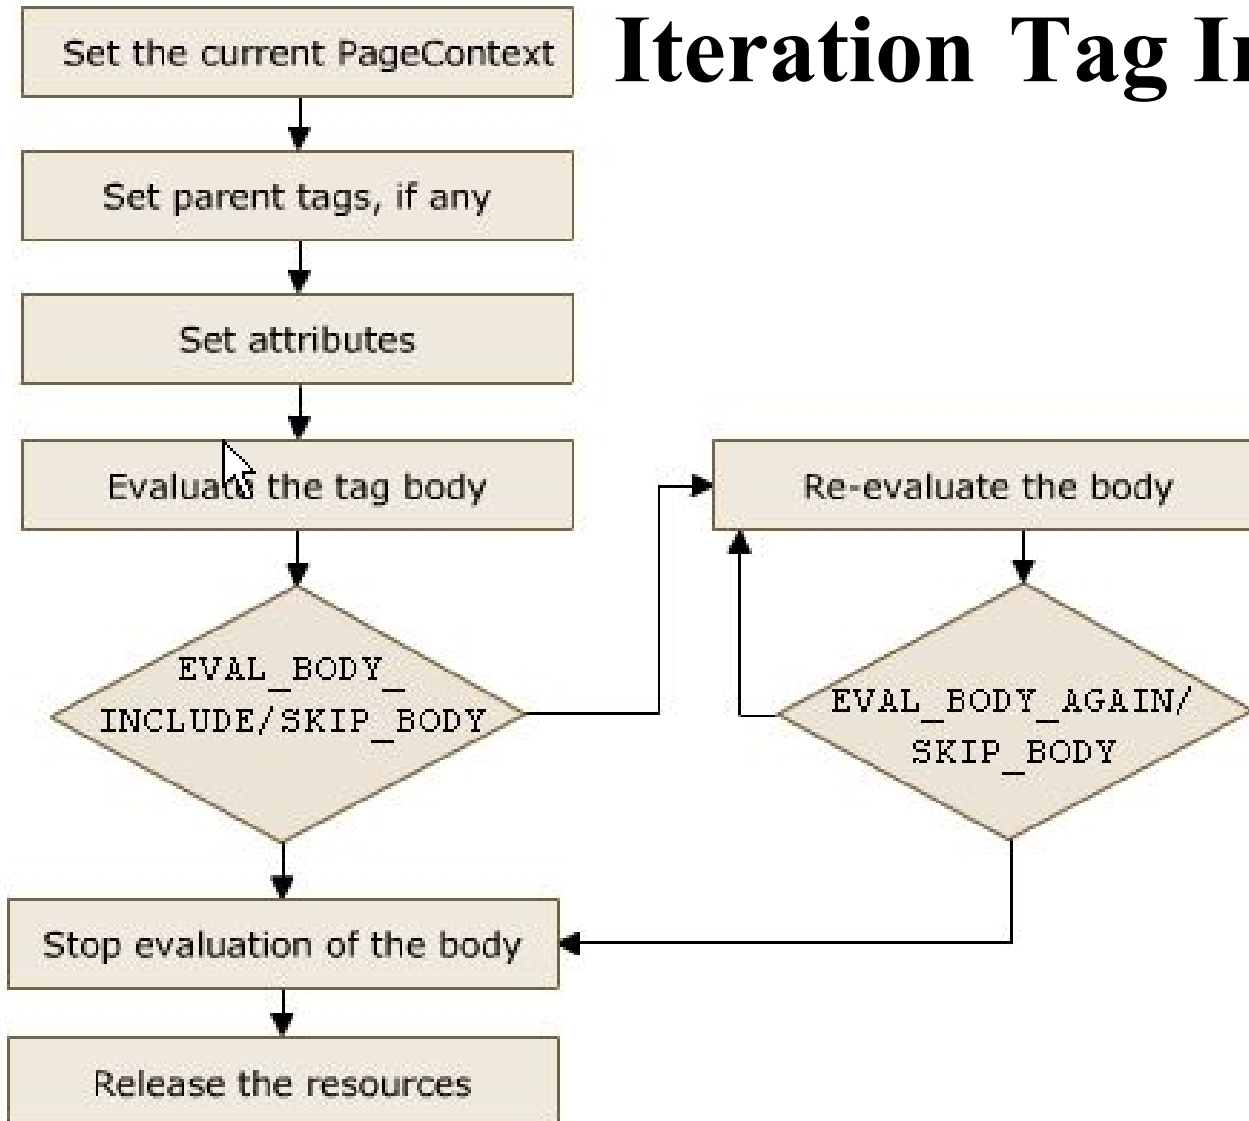 Iteration Tag
Set the current PageContext
Set parent tags, if any
Set attributes
Evaluate the tag body
Re-evaluate the body
EVAL_BODY_
INCLUDE/SKIP_BODY
EVAL_BODY_AGAIN/
SKIP_BODY
Stop evaluation of the body
Release the resources